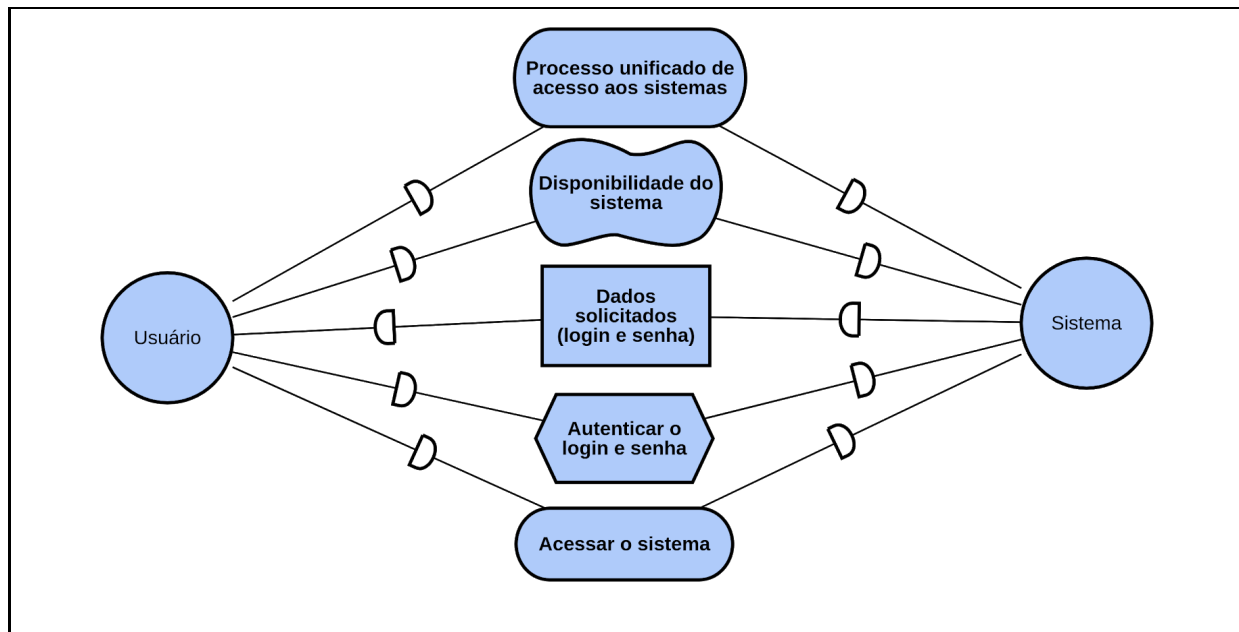 Processo unificado de
acesso aos sistemas
Disponibilidade do
sistema
Usuário
Dados
solicitados
(login e senha)
Sistema
Autenticar o
login e senha
Acessar o sistema